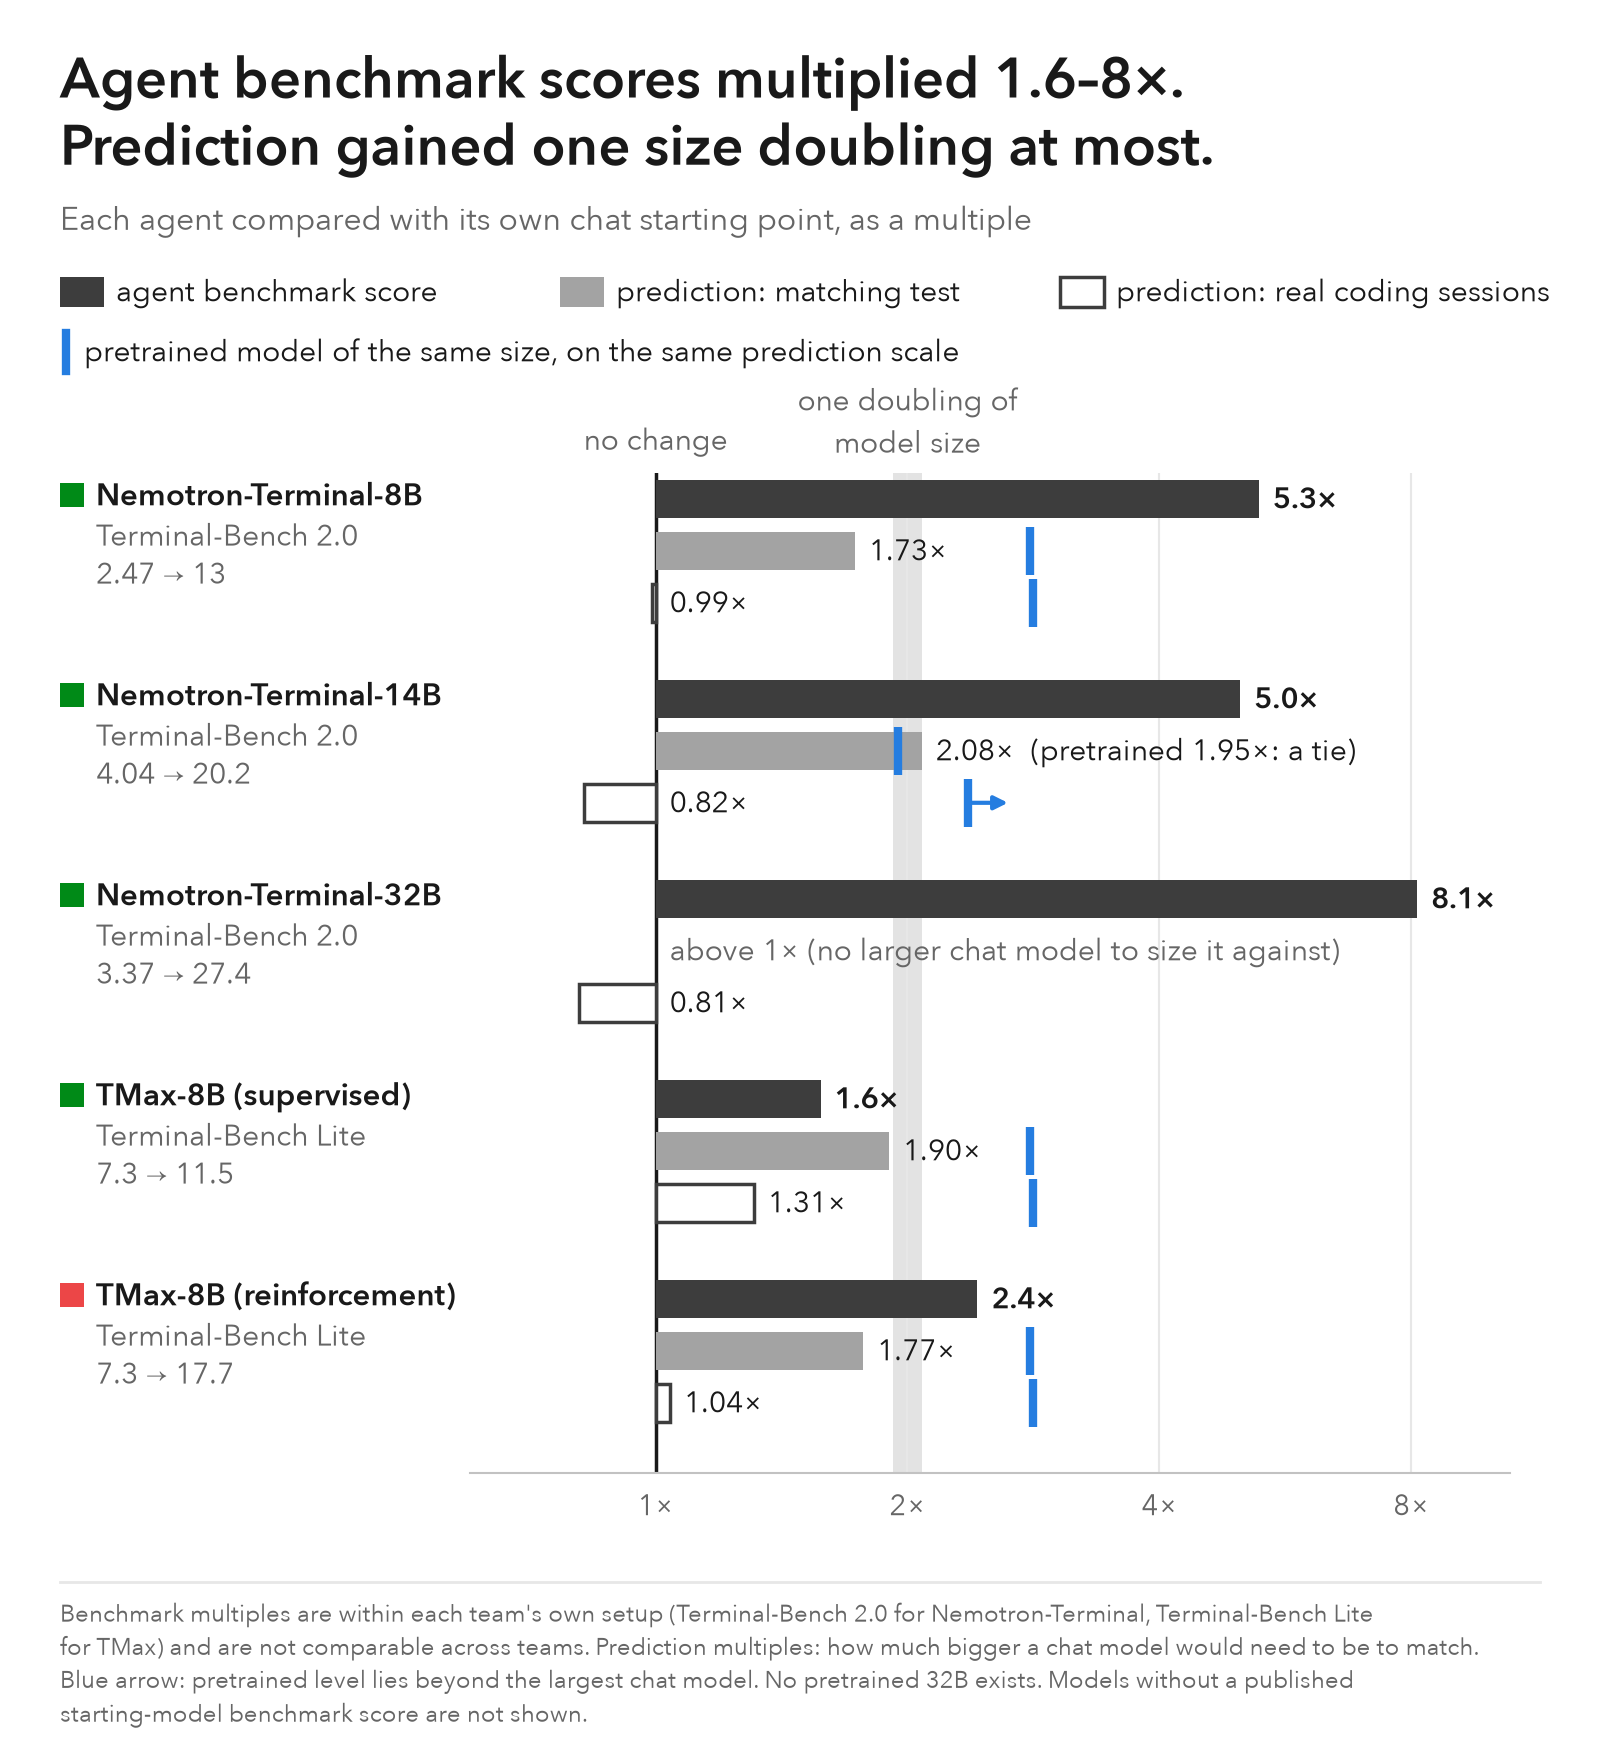 Agent benchmark scores multiplied 1.6–8×.
Prediction gained one size doubling at most.
Each agent compared with its own chat starting point, as a multiple
agent benchmark score
prediction: matching test
prediction: real coding sessions
pretrained model of the same size, on the same prediction scale
no change
one doubling of
model size
Nemotron-Terminal-8B
Terminal-Bench 2.0
2.47 → 13
5.3×
1.73×
0.99×
Nemotron-Terminal-14B
Terminal-Bench 2.0
4.04 → 20.2
5.0×
2.08× (pretrained 1.95×: a tie)
0.82×
Nemotron-Terminal-32B
Terminal-Bench 2.0
3.37 → 27.4
8.1×
above 1× (no larger chat model to size it against)
0.81×
TMax-8B (supervised)
Terminal-Bench Lite
7.3 → 11.5
1.6×
1.90×
1.31×
TMax-8B (reinforcement)
Terminal-Bench Lite
7.3 → 17.7
2.4×
1.77×
1.04×
1×
2×
4×
8×
Benchmark multiples are within each team's own setup (Terminal-Bench 2.0 for Nemotron-Terminal, Terminal-Bench Lite
for TMax) and are not comparable across teams. Prediction multiples: how much bigger a chat model would need to be to match.
Blue arrow: pretrained level lies beyond the largest chat model. No pretrained 32B exists. Models without a published
starting-model benchmark score are not shown.